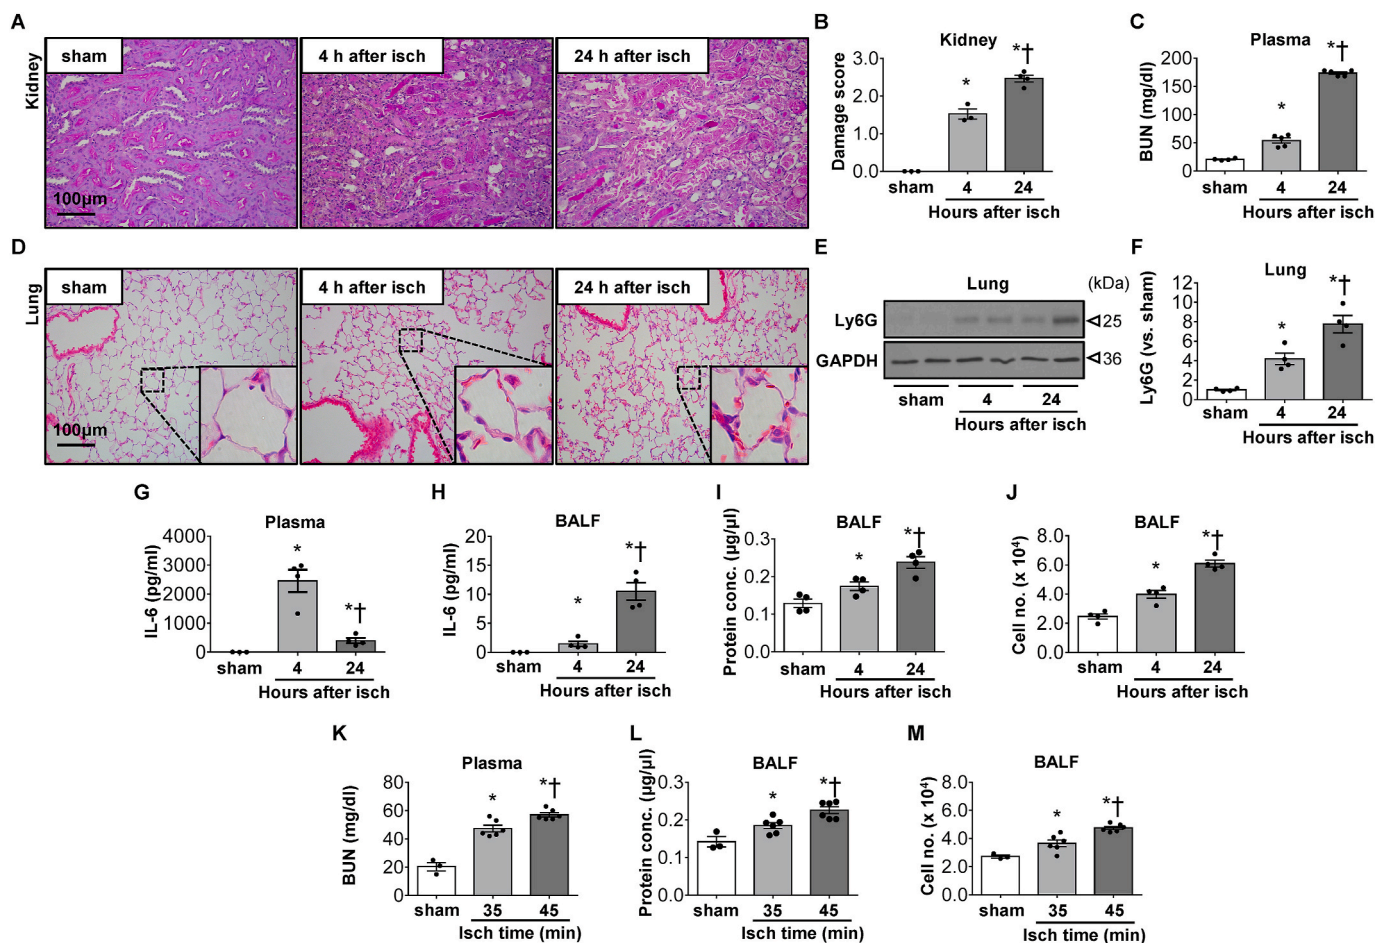 A
Kidney
sham
4 h after isch
24 h after isch
100µm
B
Kidney
Damage score
3.0
2.0
1.0
0.0
*
*†
sham
4
24
Hours after isch
C
Plasma
BUN (mg/dl)
200
150
100
50
0
*
*†
sham
4
24
Hours after isch
D
Lung
sham
4 h after isch
24 h after isch
100µm
E
Lung
(kDa)
Ly6G
25
GAPDH
36
sham
4
24
Hours after isch
F
Lung
Ly6G (vs. sham)
12
10
8
6
4
2
0
*
*†
sham
4
24
Hours after isch
G
Plasma
IL-6 (pg/ml)
4000
3000
2000
1000
0
*
*†
sham
4
24
Hours after isch
H
BALF
IL-6 (pg/ml)
20
15
10
5
0
*
*†
sham
4
24
Hours after isch
I
BALF
Protein conc. (µg/µl)
0.3
0.2
0.1
0.0
*
*†
sham
4
24
Hours after isch
J
BALF
Cell no. (x 10⁴)
8.0
6.0
4.0
2.0
0.0
*
*†
sham
4
24
Hours after isch
K
Plasma
BUN (mg/dl)
80
60
40
20
0
*
*†
sham
35
45
Isch time (min)
L
BALF
Protein conc. (µg/µl)
0.3
0.2
0.1
0.0
*
*†
sham
35
45
Isch time (min)
M
BALF
Cell no. (x 10⁴)
8.0
6.0
4.0
2.0
0.0
*
*†
sham
35
45
Isch time (min)